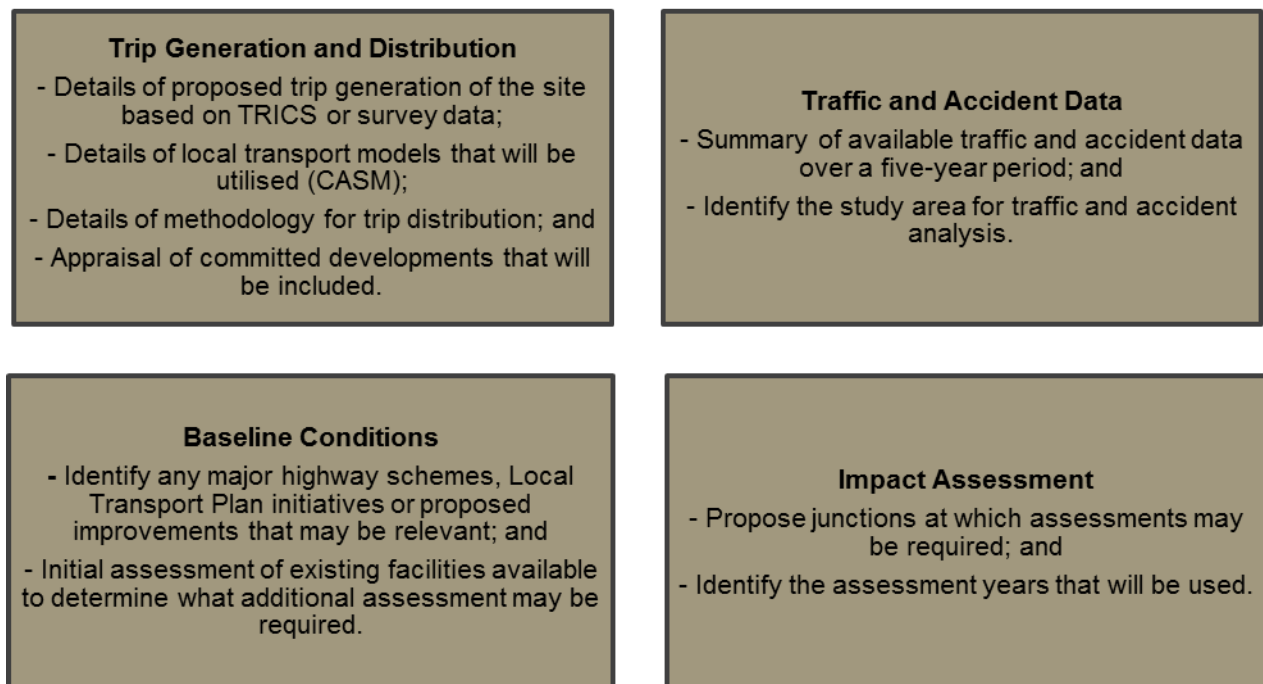 Trip Generation and Distribution
- Details of proposed trip generation of the site
based on TRICS or survey data;
- Details of local transport models that will be
utilised (CASM);
- Details of methodology for trip distribution; and
- Appraisal of committed developments that will
be included.
Traffic and Accident Data
- Summary of available traffic and accident data
over a five-year period; and
- Identify the study area for traffic and accident
analysis.
Baseline Conditions
- Identify any major highway schemes, Local
Transport Plan initiatives or proposed
improvements that may be relevant; and
- Initial assessment of existing facilities available
to determine what additional assessment may be
required.
Impact Assessment
- Propose junctions at which assessments may
be required; and
- Identify the assessment years that will be used.